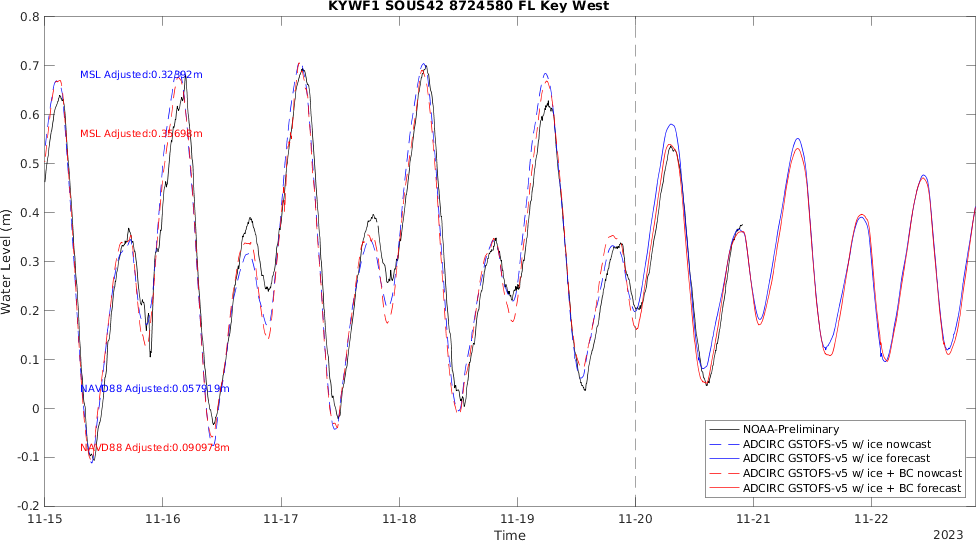 KYWF1 SOUS42 8724580 FL Key West
0.8
0.7
0.6
0.5
0.4
0.3
0.2
0.1
0
-0.1
-0.2
Water Level (m)
MSL Adjusted:0.32392m
MSL Adjusted:0.35698m
NAVD88 Adjusted:0.057919m
NAVD88 Adjusted:0.090978m
NOAA-Preliminary
ADCIRC GSTOFS-v5 w/ ice nowcast
ADCIRC GSTOFS-v5 w/ ice forecast
ADCIRC GSTOFS-v5 w/ ice + BC nowcast
ADCIRC GSTOFS-v5 w/ ice + BC forecast
11-15 11-16 11-17 11-18 11-19 11-20 11-21 11-22
Time
2023